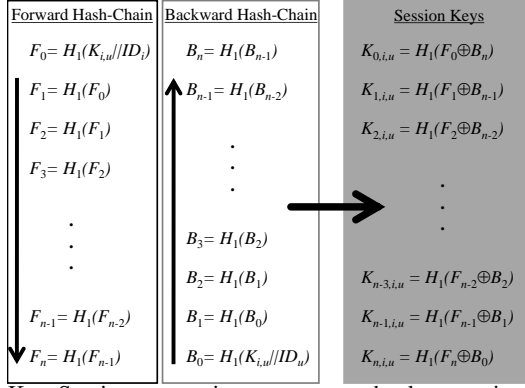 Forward Hash-Chain
F0= H1(Ki,u//IDi)
F1= H1(F0)
F2= H1(F1)
F3= H1(F2)
.
.
.
Fn-1= H1(Fn-2)
Fn= H1(Fn-1)
Backward Hash-Chain
Bn= H1(Bn-1)
Bn-1= H1(Bn-2)
.
.
.
B3= H1(B2)
B2= H1(B1)
B1= H1(B0)
B0= H1(Ki,u//IDu)
Session Keys
K0,i,u = H1(F0⊕Bn)
K1,i,u = H1(F1⊕Bn-1)
K2,i,u = H1(F2⊕Bn-2)
.
.
.
Kn-3,i,u = H1(Fn-2⊕B2)
Kn-1,i,u = H1(Fn-1⊕B1)
Kn,i,u = H1(Fn⊕B0)